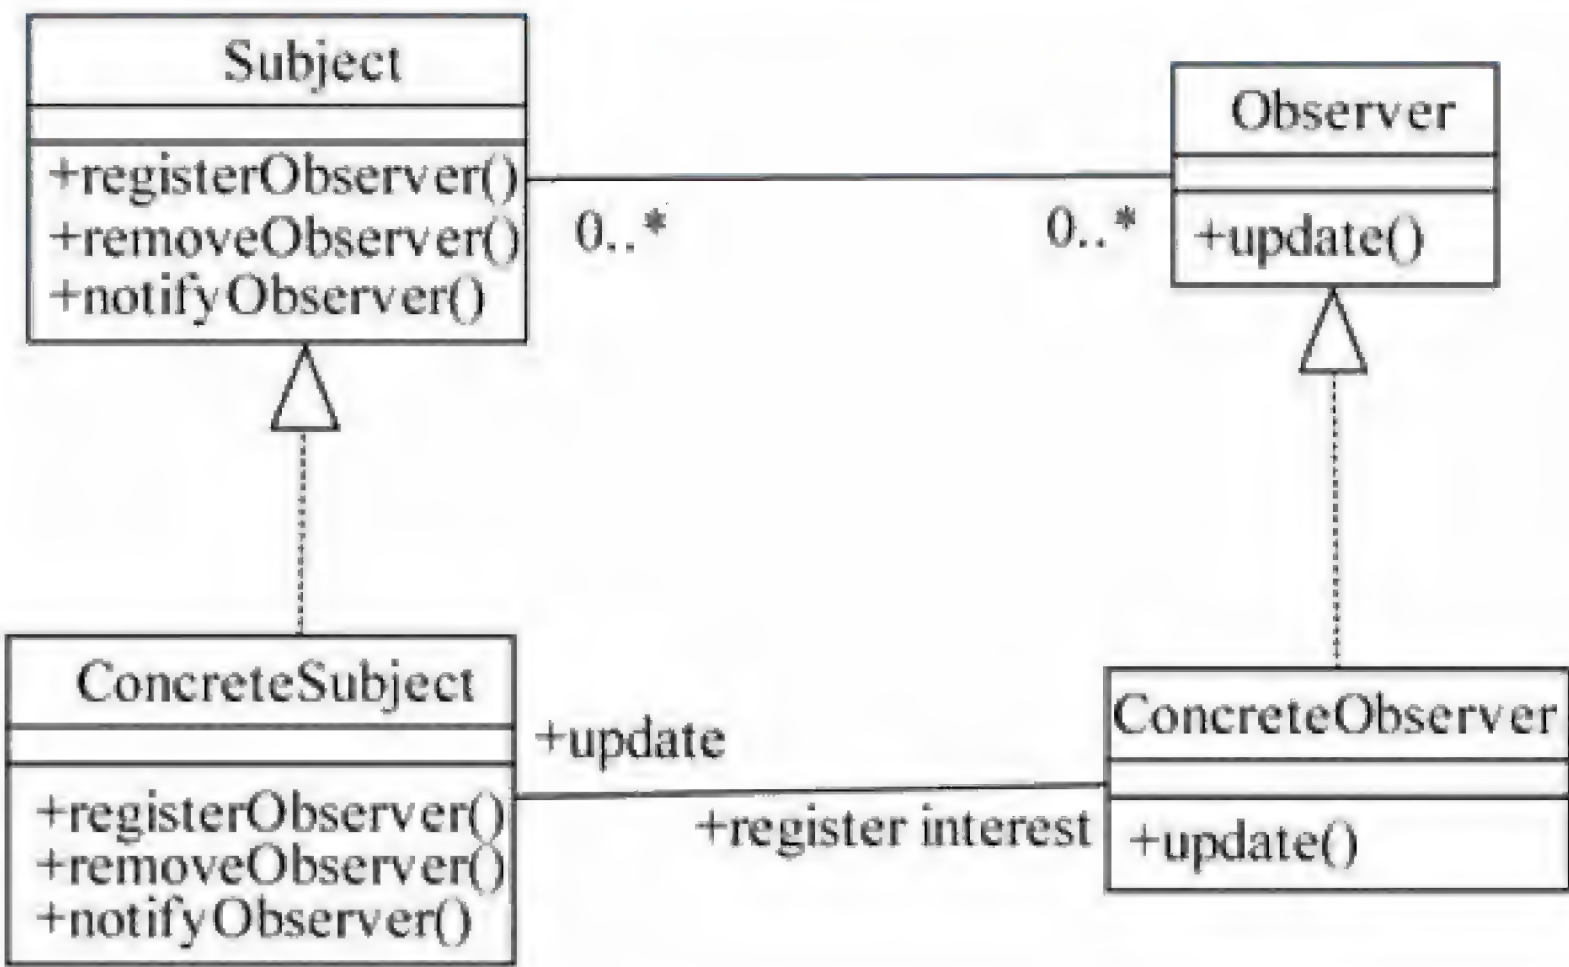 Subject
+registerObserver()
+removeObserver()
+notifyObserver()
0..*
0..*
Observer
+update()
ConcreteSubject
+registerObserver()
+removeObserver()
+notifyObserver()
+update
+register interest
ConcreteObserver
+update()